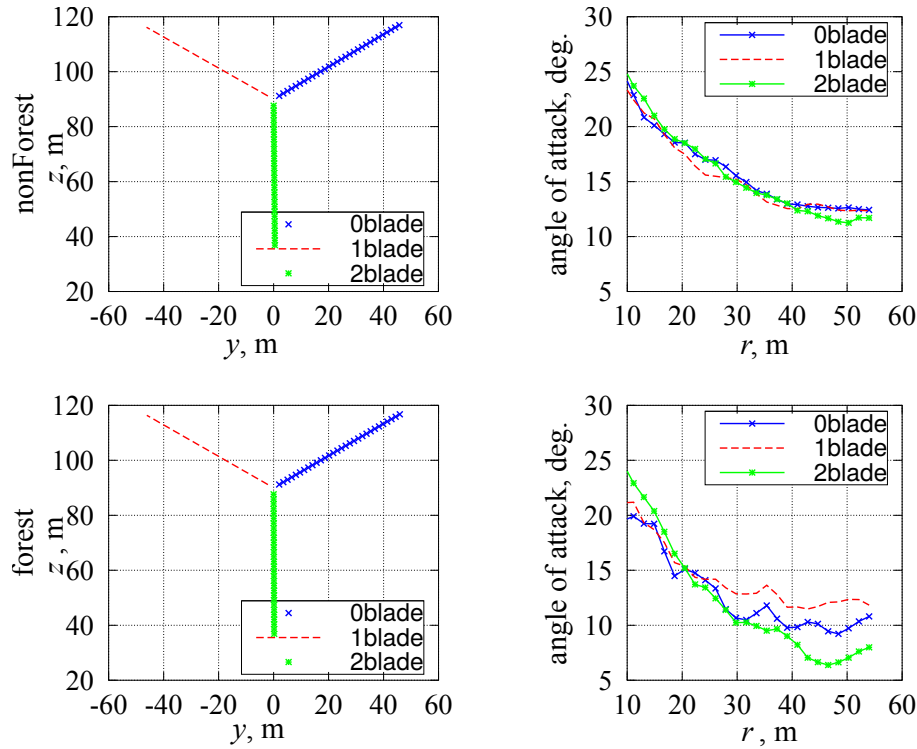 120
100
80
60
40
20
nonForest
z, m
0blade
1blade
2blade
-60 -40 -20 0 20 40 60
y, m
30
25
20
15
10
5
angle of attack, deg.
0blade
1blade
2blade
10 20 30 40 50 60
r, m
120
100
80
60
40
20
forest
z , m
0blade
1blade
2blade
-60 -40 -20 0 20 40 60
y, m
30
25
20
15
10
5
angle of attack, deg.
0blade
1blade
2blade
10 20 30 40 50 60
r , m